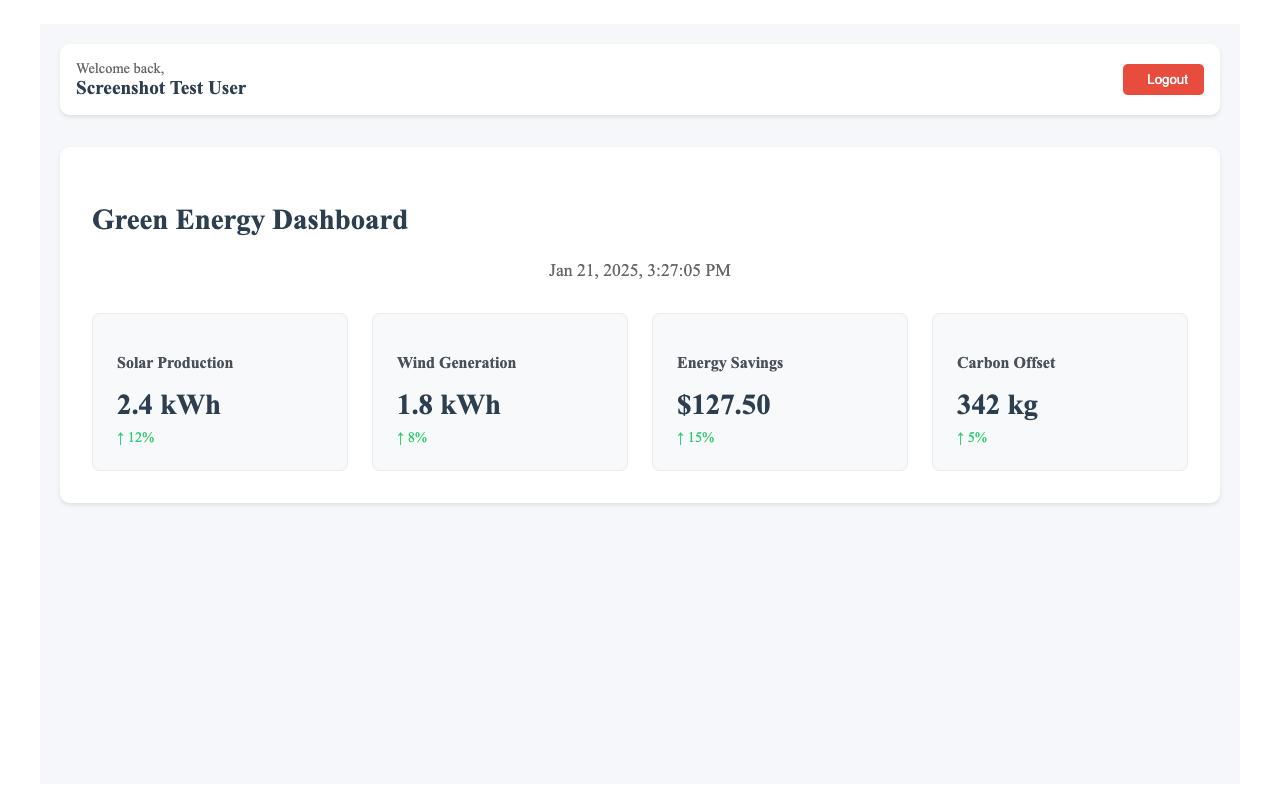 Welcome back,
Screenshot Test User
Logout
Green Energy Dashboard
Jan 21, 2025, 3:27:05 PM
Solar Production
2.4 kWh
↑ 12%
Wind Generation
1.8 kWh
↑ 8%
Energy Savings
$127.50
↑ 15%
Carbon Offset
342 kg
↑ 5%